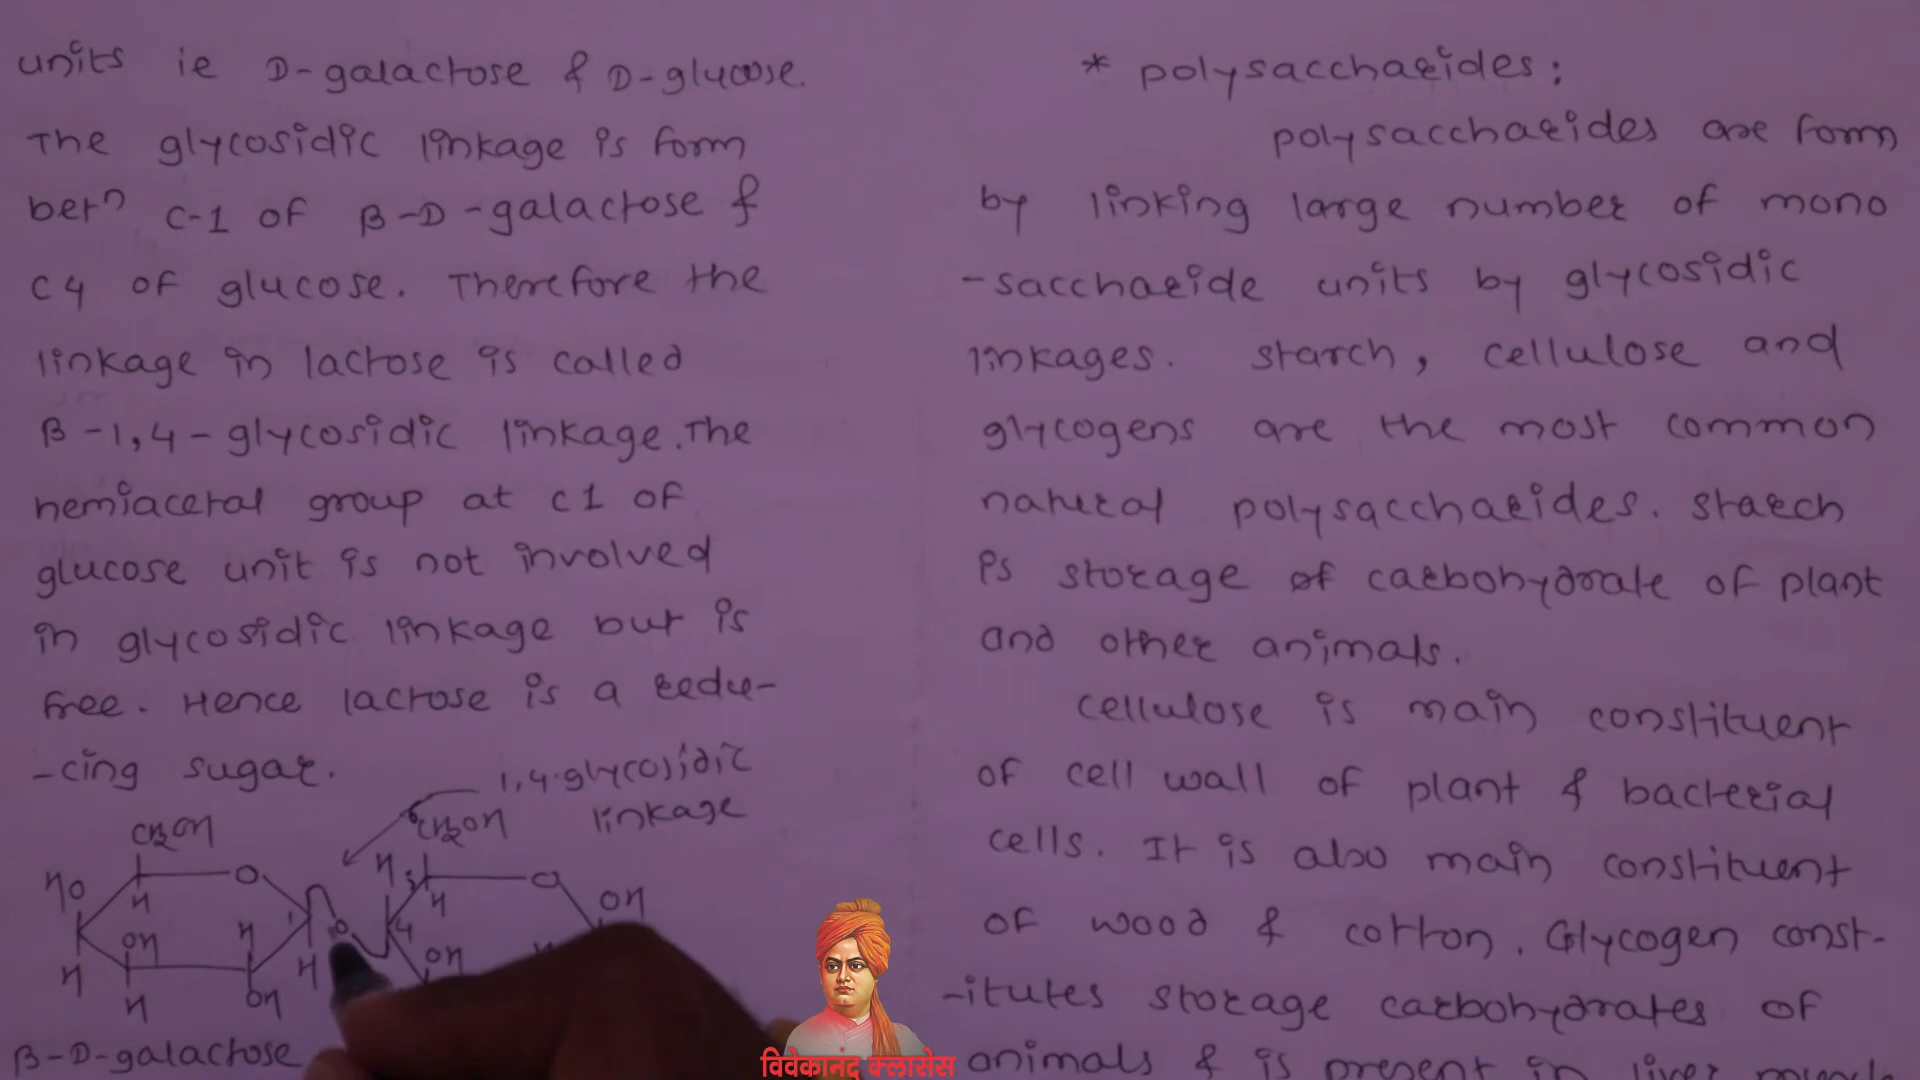 units ie D-galactose & D-glucose.
The glycosidic linkage is form
betn C-1 of β-D-galactose &
C4 of glucose. Therefore the
linkage in lactose is called
β-1,4-glycosidic linkage. The
hemiacetal group at C1 of
glucose unit is not involved
in glycosidic linkage but is
free. Hence lactose is a redu-
-cing sugar.
1,4-glycosidic
linkage
CH2OH
CH2OH
HO
O
H
H
H
5
O
OH
H
OH
H
1
O
4
H
OH
H
H
OH
β-D-galactose
* polysaccharides:
polysaccharides are form
by linking large number of mono
-saccharide units by glycosidic
linkages. starch, cellulose and
glycogens are the most common
natural polysaccharides. starch
is storage of carbohydrate of plant
and other animals.
cellulose is main constituent
of cell wall of plant & bacterial
cells. It is also main constituent
of wood & cotton. Glycogen const-
-itutes storage carbohydrates of
animals & is present in liver
विवेकानंद क्लासेस